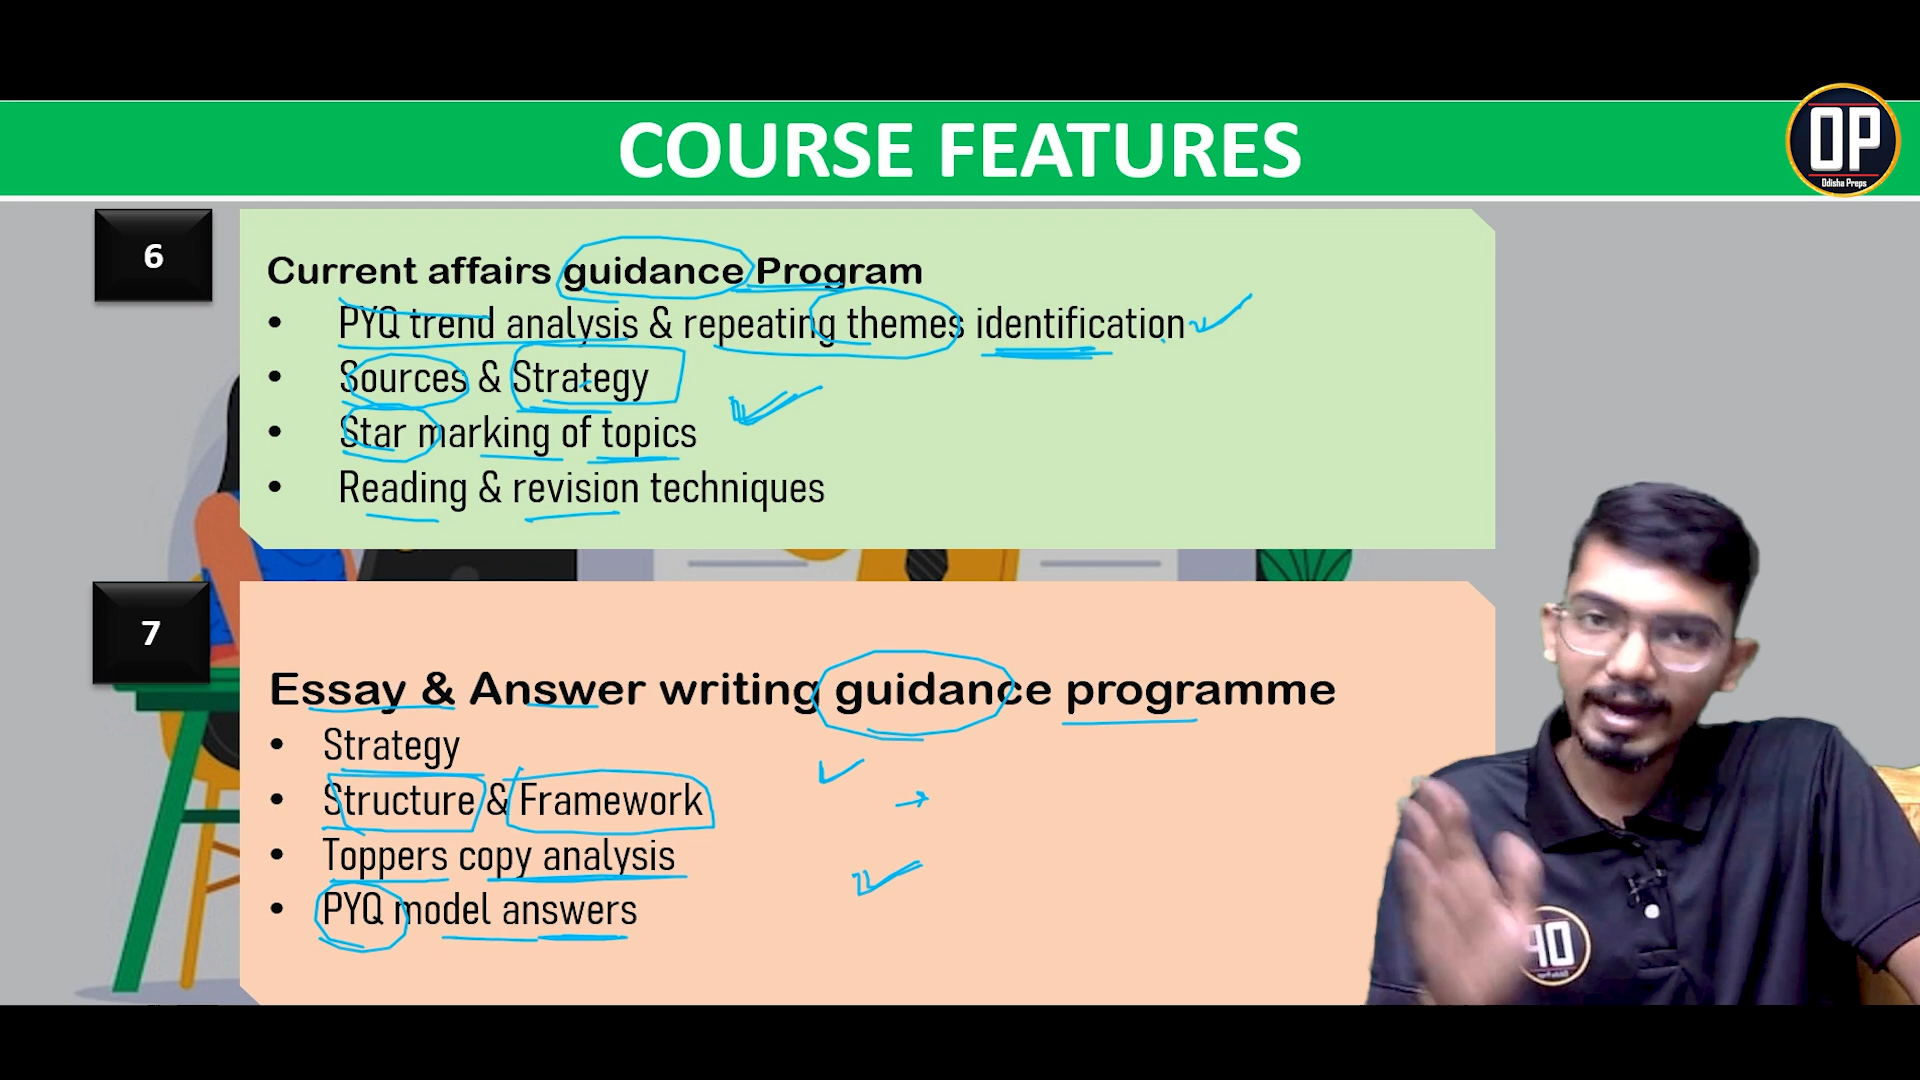 COURSE FEATURES
OP
Odisha Preps
6
Current affairs guidance Program
• PYQ trend analysis & repeating themes identification
• Sources & Strategy
• Star marking of topics
• Reading & revision techniques
7
Essay & Answer writing guidance programme
• Strategy
• Structure & Framework
• Toppers copy analysis
• PYQ model answers